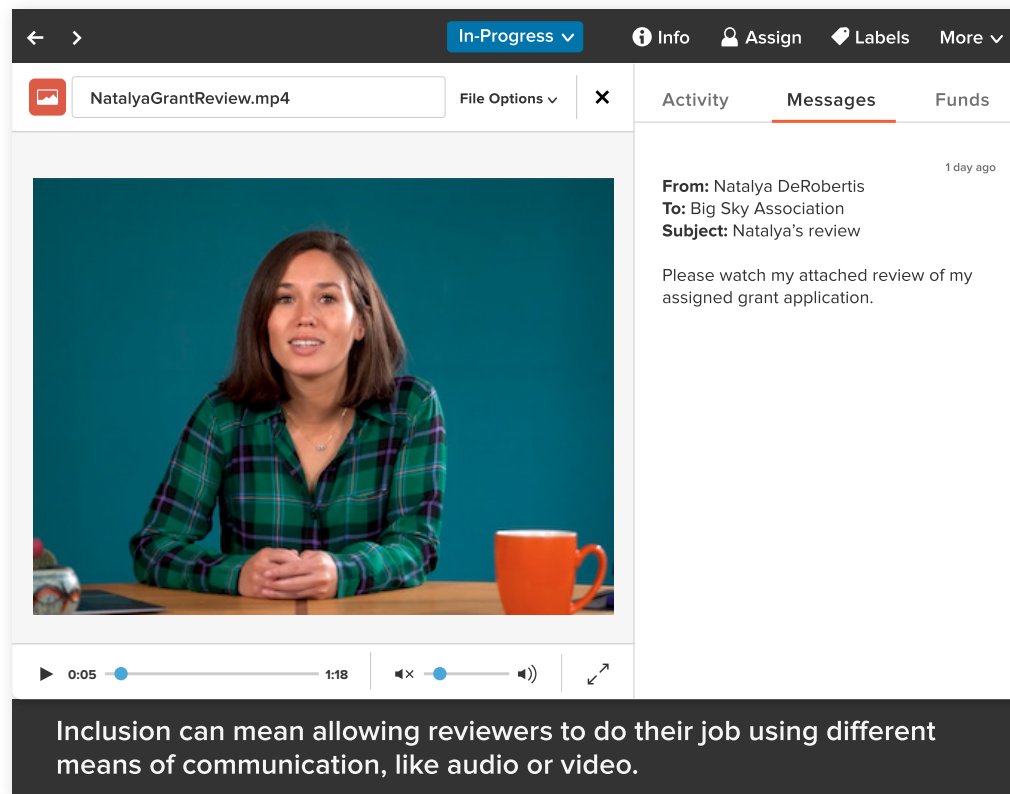 In-Progress
Info
Assign
Labels
More
NatalyaGrantReview.mp4
File Options
Activity
Messages
Funds
1 day ago
From: Natalya DeRobertis
To: Big Sky Association
Subject: Natalya’s review
Please watch my attached review of my
assigned grant application.
0:05
1:18
Inclusion can mean allowing reviewers to do their job using different
means of communication, like audio or video.